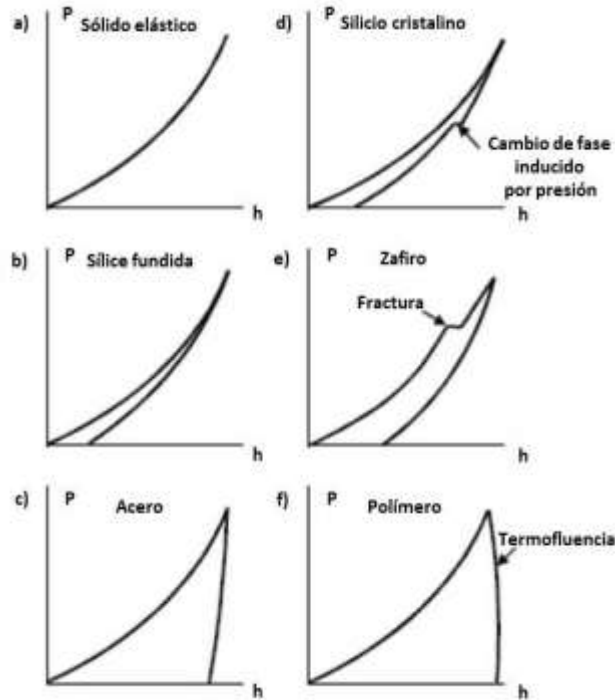 a)
P
Sólido elástico
h
d)
P
Silicio cristalino
Cambio de fase
inducido
por presión
h
b)
P
Sílice fundida
h
e)
P
Zafiro
Fractura
h
c)
P
Acero
h
f)
P
Polímero
Termofluencia
h